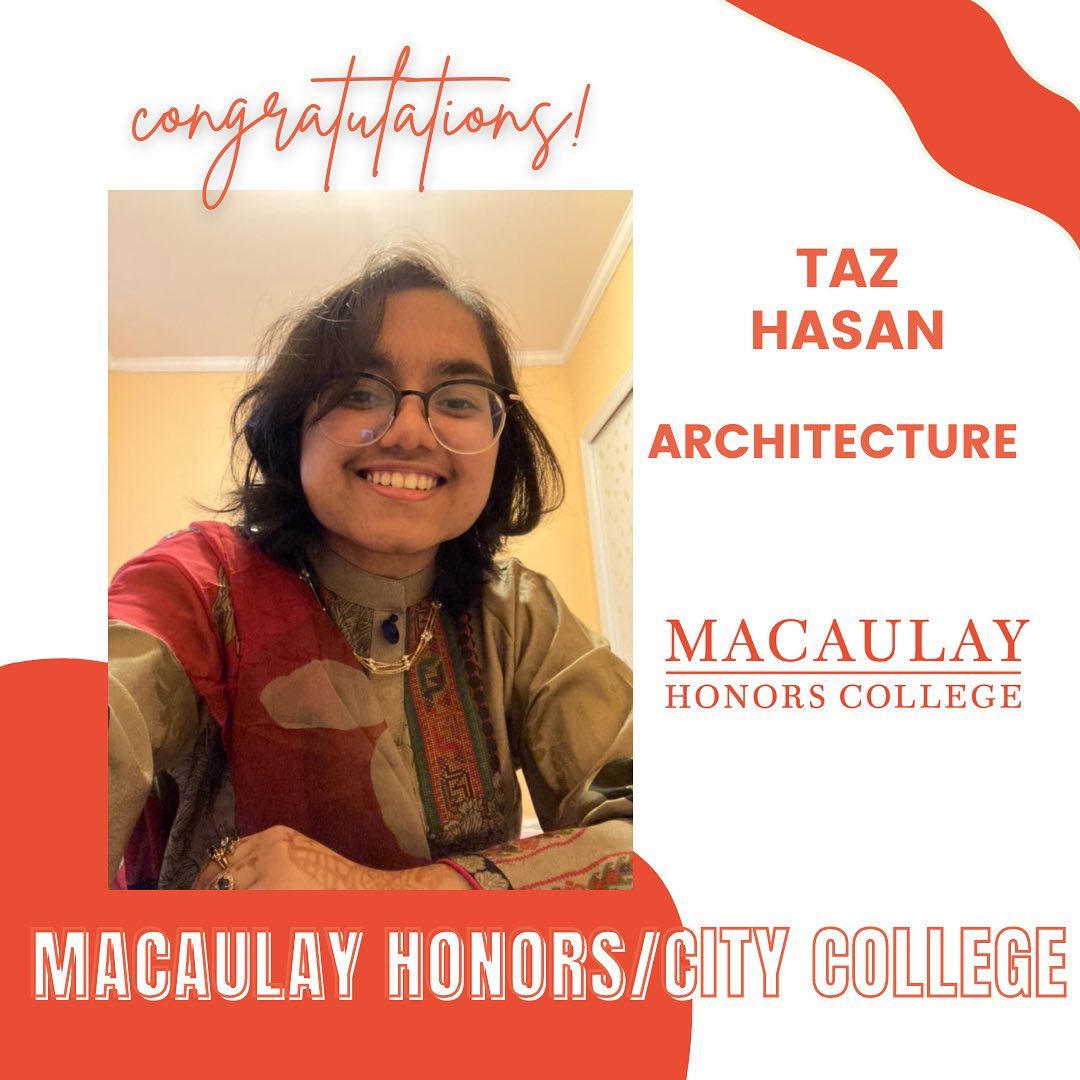 congratulations!
TAZ
HASAN
ARCHITECTURE
MACAULAY
HONORS COLLEGE
MACAULAY HONORS/CITY COLLEGE